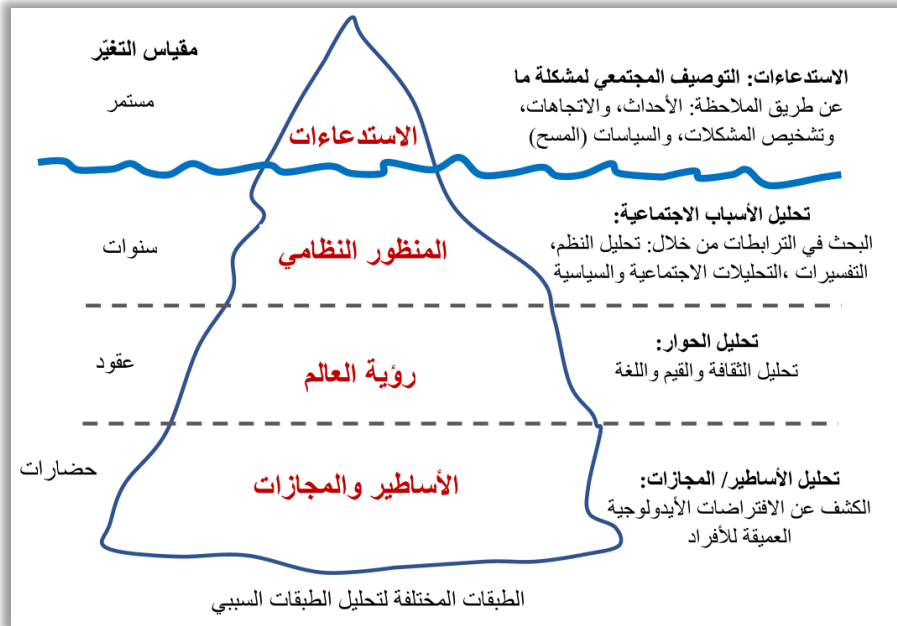 مقياس التغيّر
مستمر
الاستدعاءات
الاستدعاءات: التوصيف المجتمعي لمشكلة ما
عن طريق الملاحظة: الأحداث، والاتجاهات،
وتشخيص المشكلات، والسياسات (المسح)
سنوات
المنظور النظامي
تحليل الأسباب الاجتماعية:
البحث في الترابطات من خلال: تحليل النظم،
التفسيرات ،التحليلات الاجتماعية والسياسية
عقود
رؤية العالم
تحليل الحوار:
تحليل الثقافة والقيم واللغة
حضارات
الأساطير والمجازات
تحليل الأساطير/ المجازات:
الكشف عن الافتراضات الأيدولوجية
العميقة للأفراد
الطبقات المختلفة لتحليل الطبقات السببي